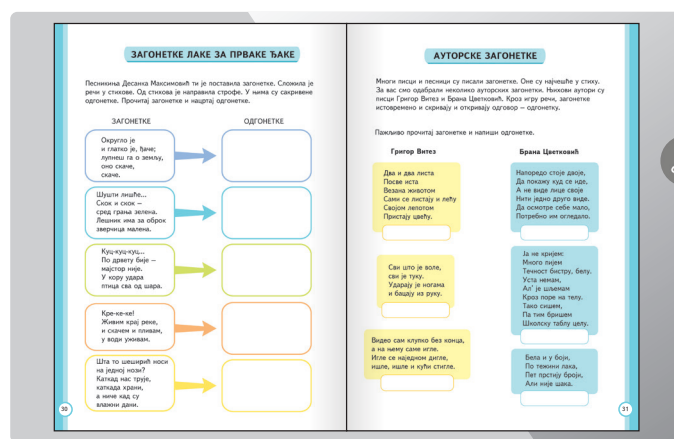 ЗАГОНЕТКЕ ЛАКЕ ЗА ПРВАКЕ ЂАКЕ
Песникиња Десанка Максимовић ти је поставила загонетке. Сложила је
речи у стихове. Од стихова је направила строфе. У њима су сакривене
одгонетке. Прочитај загонетке и нацртај одгонетке.
ЗАГОНЕТКЕ
ОДГОНЕТКЕ
Округло је
и глатко је, ђаче;
лупнеш га о земљу,
оно скаче,
скаче.
Шушти лишће...
Скок и скок –
сред грања зелена.
Лешник има за оброк
зверчица малена.
Куц-куц-куц...
По дрвету бије –
мајстор није.
У кору удара
птица сва од шара.
Кре-ке-ке!
Живим крај реке,
и скачем и пливам,
у води уживам.
Шта то шеширић носи
на једној нози?
Каткад нас трује,
каткада храни,
а ниче кад су
влажни дани.
30
АУТОРСКЕ ЗАГОНЕТКЕ
Многи писци и песници су писали загонетке. Оне су најчешће у стиху.
За вас смо одабрали неколико ауторских загонетки. Њихови аутори су
писци Григор Витез и Брана Цветковић. Кроз игру речи, загонетке
истовремено и скривају и откривају одговор – одгонетку.
Пажљиво прочитај загонетке и напиши одгонетке.
Григор Витез
Два и два листа
Посве иста
Везана животом
Сами се листају и лећу
Својом лепотом
Пристају цвећу.
Сви што је воле,
сви је туку.
Ударају је ногама
и бацају из руку.
Видео сам клупко без конца,
а на њему саме игле.
Игле се наједном дигле,
ишле, ишле и кући стигле.
Брана Цветковић
Напоредо стоје двоје,
Да покажу куд се иде,
А не виде лице своје
Нити једно друго виде.
Да осмотре себе мало,
Потребно им огледало.
Ја не кријем:
Много пијем
Течност бистру, белу.
Уста немам,
Ал' је шљемам
Кроз поре на телу.
Тако сишем,
Па тим бришем
Школску таблу целу.
Бела и у боји,
По тежини лака,
Пет прстију броји,
Али није шака.
31